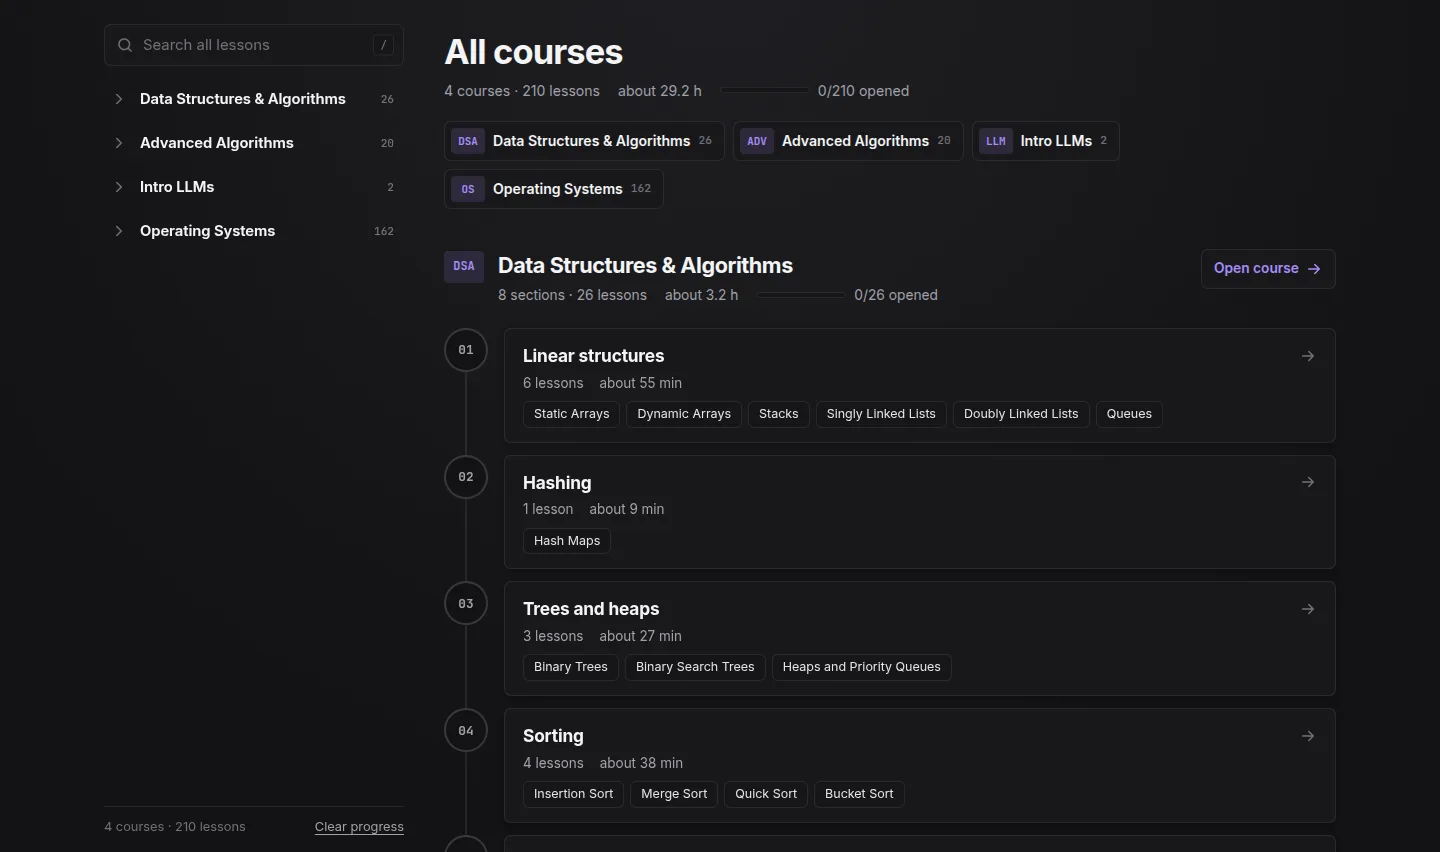 Search all lessons /
Data Structures & Algorithms 26
Advanced Algorithms 20
Intro LLMs 2
Operating Systems 162
4 courses · 210 lessons Clear progress
All courses
4 courses · 210 lessons about 29.2 h 0/210 opened
DSA Data Structures & Algorithms 26 ADV Advanced Algorithms 20 LLM Intro LLMs 2
OS Operating Systems 162
DSA Data Structures & Algorithms Open course →
8 sections · 26 lessons about 3.2 h 0/26 opened
01 Linear structures →
6 lessons about 55 min
Static Arrays Dynamic Arrays Stacks Singly Linked Lists Doubly Linked Lists Queues
02 Hashing →
1 lesson about 9 min
Hash Maps
03 Trees and heaps →
3 lessons about 27 min
Binary Trees Binary Search Trees Heaps and Priority Queues
04 Sorting →
4 lessons about 38 min
Insertion Sort Merge Sort Quick Sort Bucket Sort